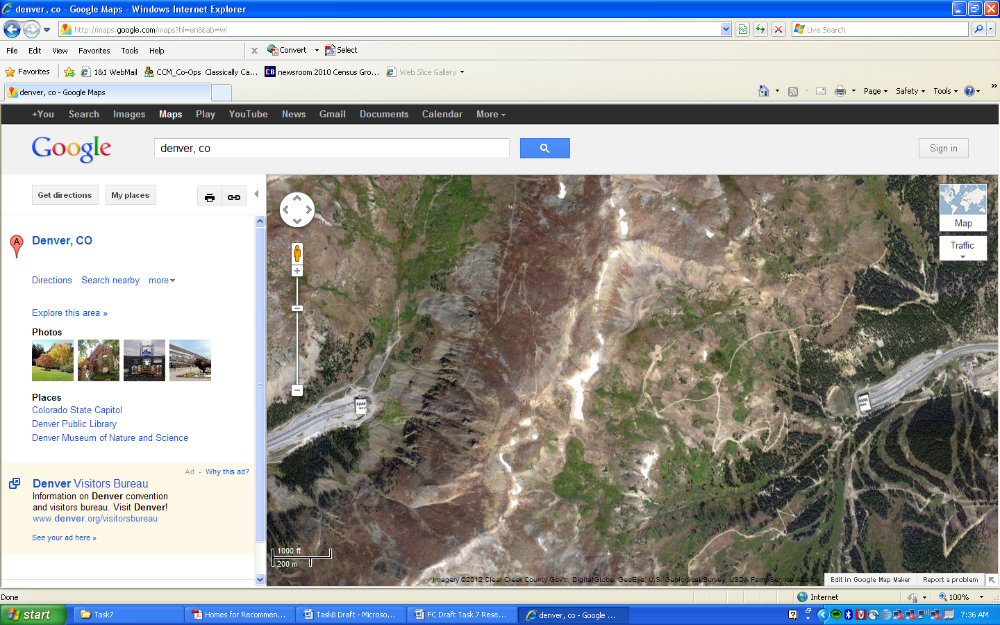 denver, co - Google Maps - Windows Internet Explorer
http://maps.google.com/maps?hl=en&tab=wl
Live Search
File Edit View Favorites Tools Help
Convert Select
Favorites 1&1 WebMail CCM_Co-Ops Classically Ca... newsroom 2010 Census Gro... Web Slice Gallery
denver, co - Google Maps
Page Safety Tools
+You Search Images Maps Play YouTube News Gmail Documents Calendar More
Google
denver, co
Sign in
Get directions My places
A
Denver, CO
Directions Search nearby more
Explore this area »
Photos
Places
Colorado State Capitol
Denver Public Library
Denver Museum of Nature and Science
Ad - Why this ad?
Denver Visitors Bureau
Information on Denver convention
and visitors bureau. Visit Denver!
www.denver.org/visitorsbureau
See your ad here »
Map
Traffic
1000 ft
200 m
Imagery ©2012 Clear Creek County Gov't., DigitalGlobe, GeoEye, U.S. Geological Survey, USDA Farm Service Agency -
Edit in Google Map Maker Report a problem
Done
Internet
100%
start
Task7
Homes for Recommen...
Task8 Draft - Microso...
FC Draft Task 7 Rese...
denver, co - Google ...
7:36 AM